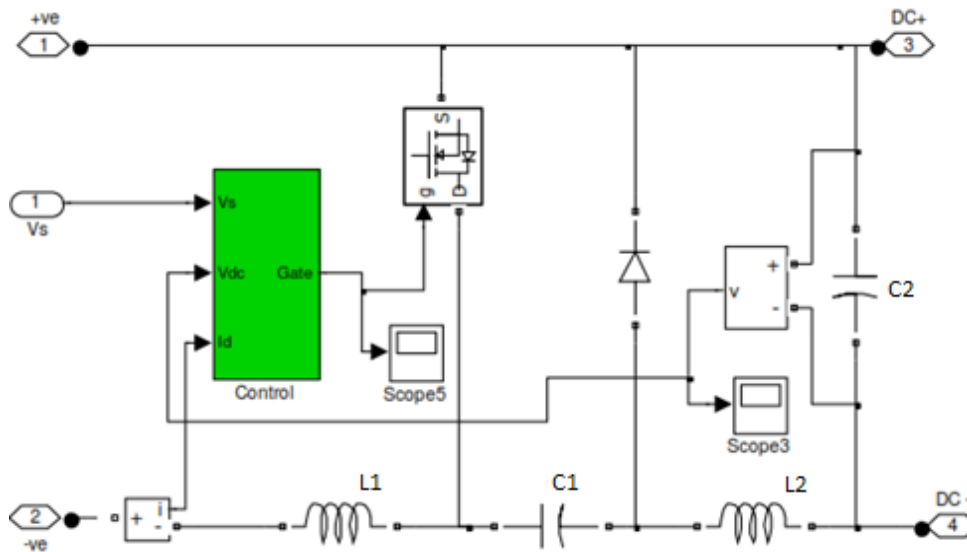 +ve
1
DC+
3
S
g
D
1
Vs
Vs
Vdc
Gate
Id
Control
Scope5
+
v
-
C2
Scope3
L1
C1
L2
2
-ve
+
i
-
DC -
4